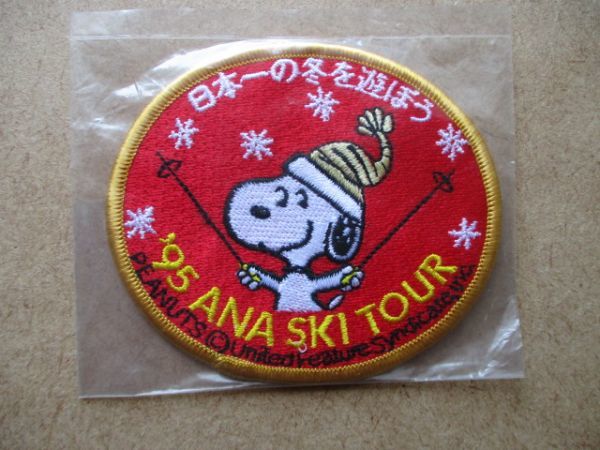 日本一の冬を遊ぼう
'95 ANA SKI TOUR
PEANUTS © United Feature Syndicate, Inc.